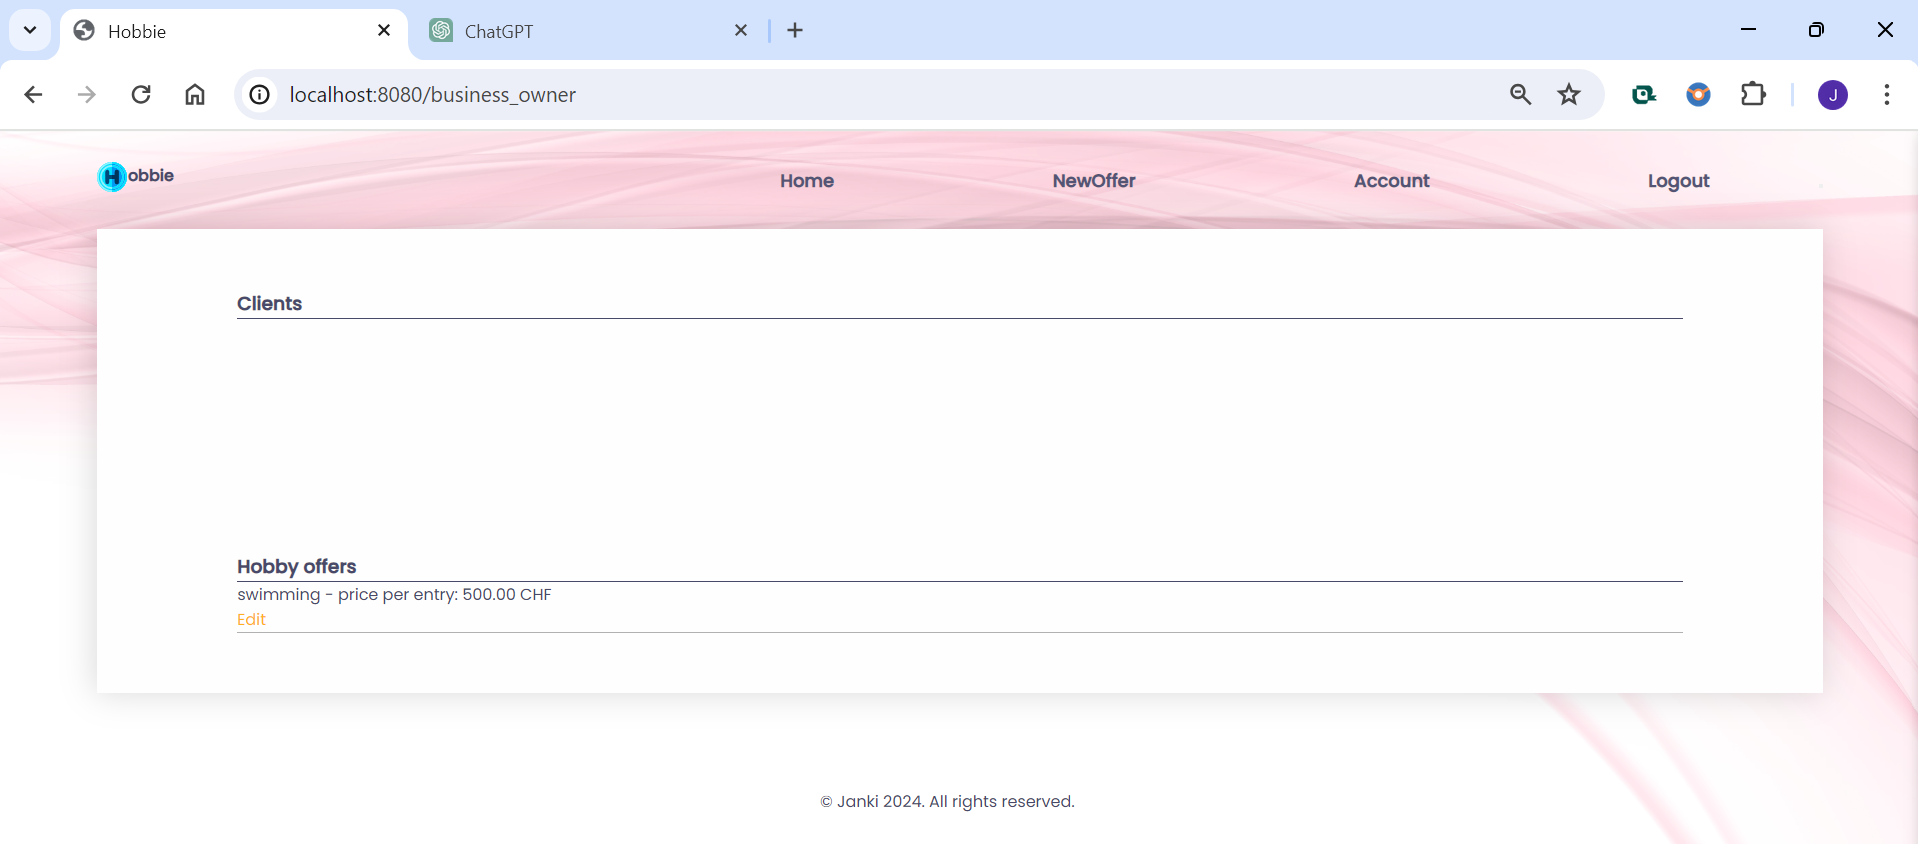 Hobbie
ChatGPT
localhost:8080/business_owner
J
Hobbie
Home
NewOffer
Account
Logout
Clients
Hobby offers
swimming - price per entry: 500.00 CHF
Edit
© Janki 2024. All rights reserved.